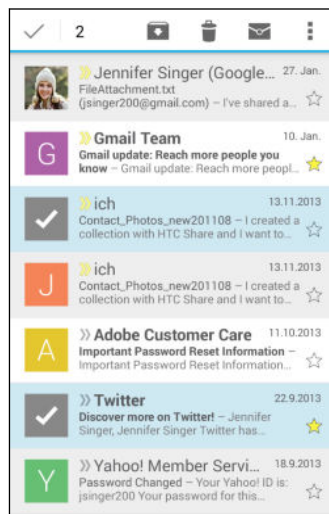 2
Jennifer Singer (Google... 27. Jan.
FileAttachment.txt
(jsinger200@gmail.com) – I've shared a...
G
Gmail Team 10. Jan.
Gmail update: Reach more people you
know – Gmail update: Reach more peopl...
ich 13.11.2013
Contact_Photos_new201108 – I created a
collection with HTC Share and I want to...
J
ich 13.11.2013
Contact_Photos_new201108 – I created a
collection with HTC Share and I want to...
A
Adobe Customer Care 11.10.2013
Important Password Reset Information –
Important Password Reset Informatio...
Twitter 22.9.2013
Discover more on Twitter! – Jennifer
Singer, Jennifer Singer Twitter has...
Y
Yahoo! Member Servi... 18.9.2013
Password Changed – Your Yahoo! ID is:
jsinger200 Your password for this...